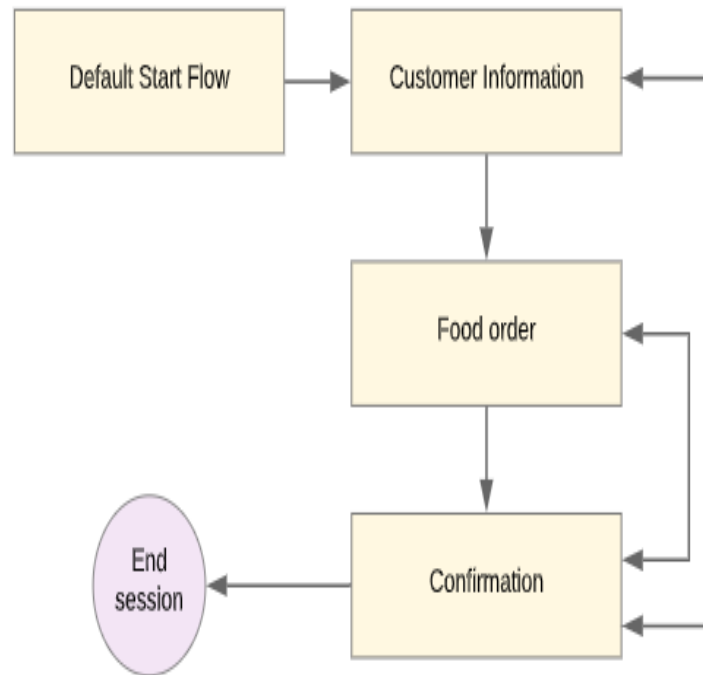 Default Start Flow
Customer Information
Food order
Confirmation
End
session